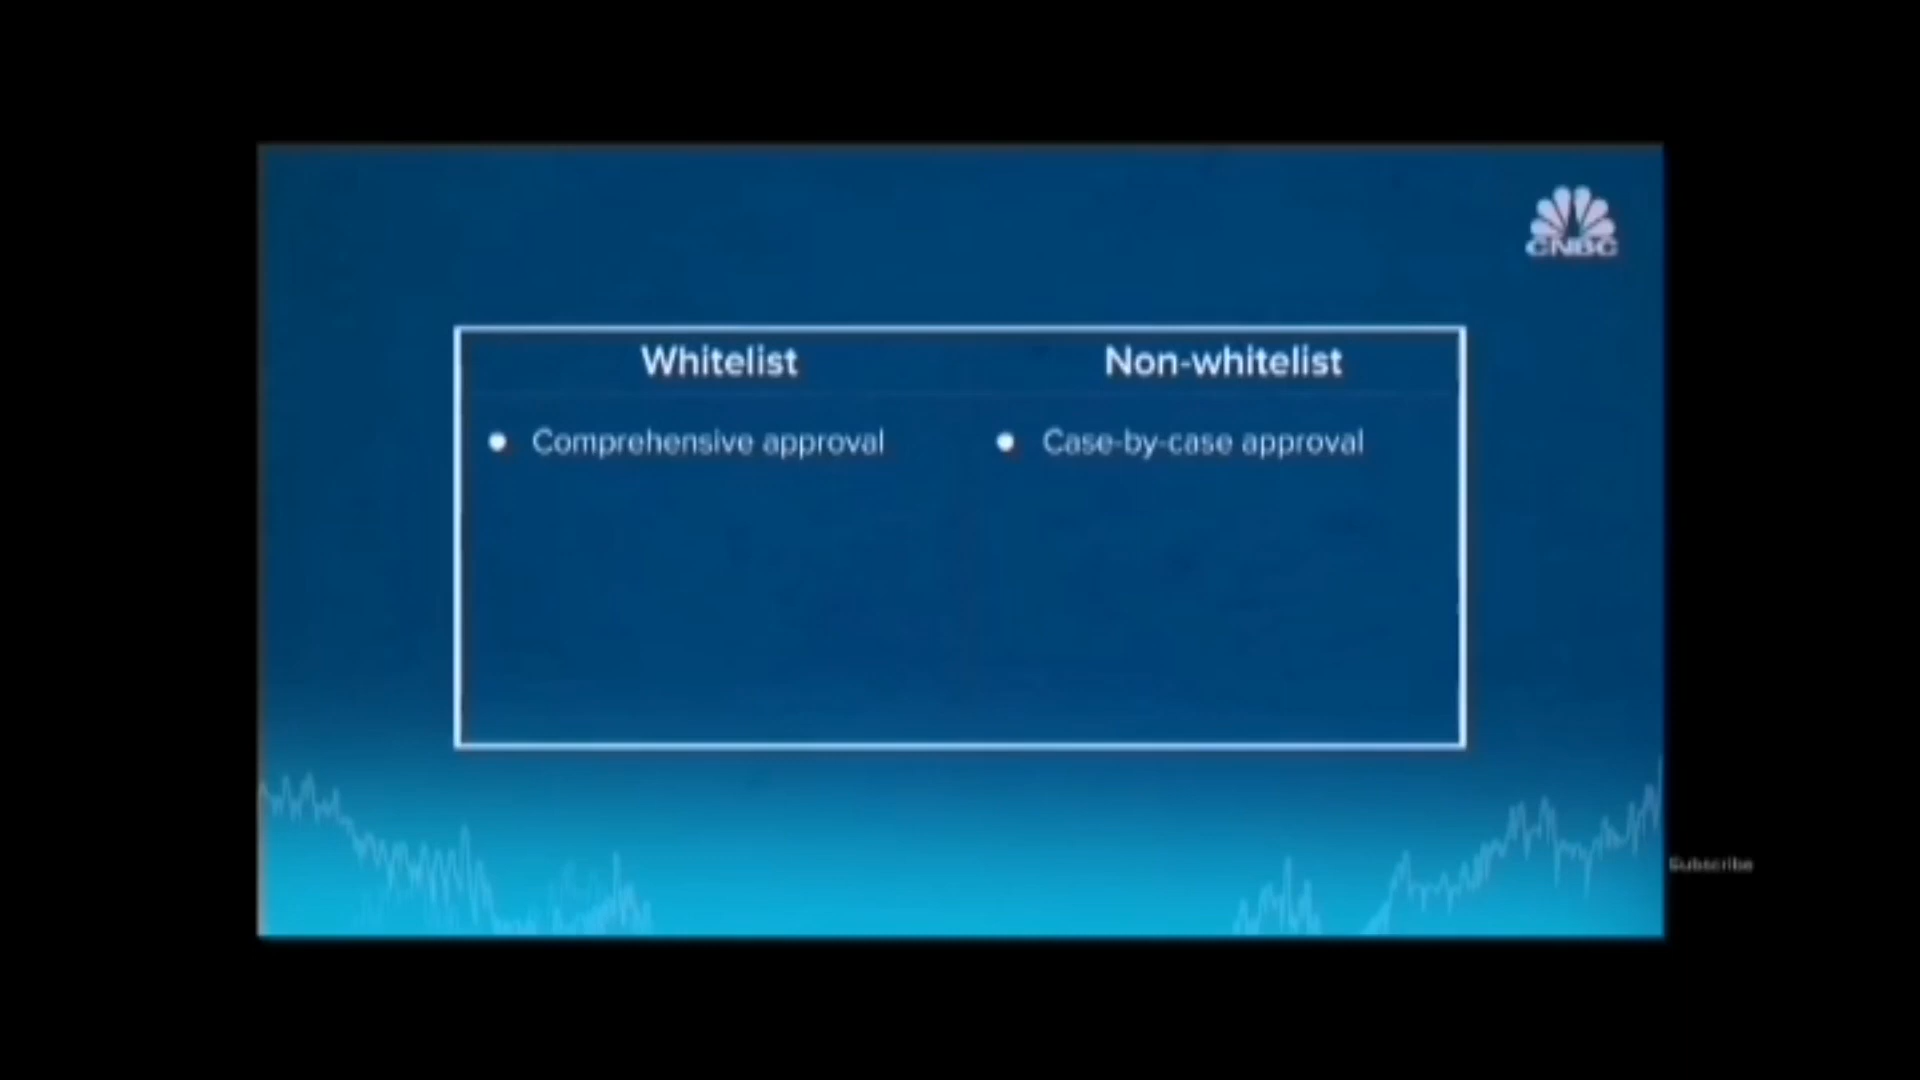 CNBC
Whitelist
Non-whitelist
Comprehensive approval
Case-by-case approval
Subscribe